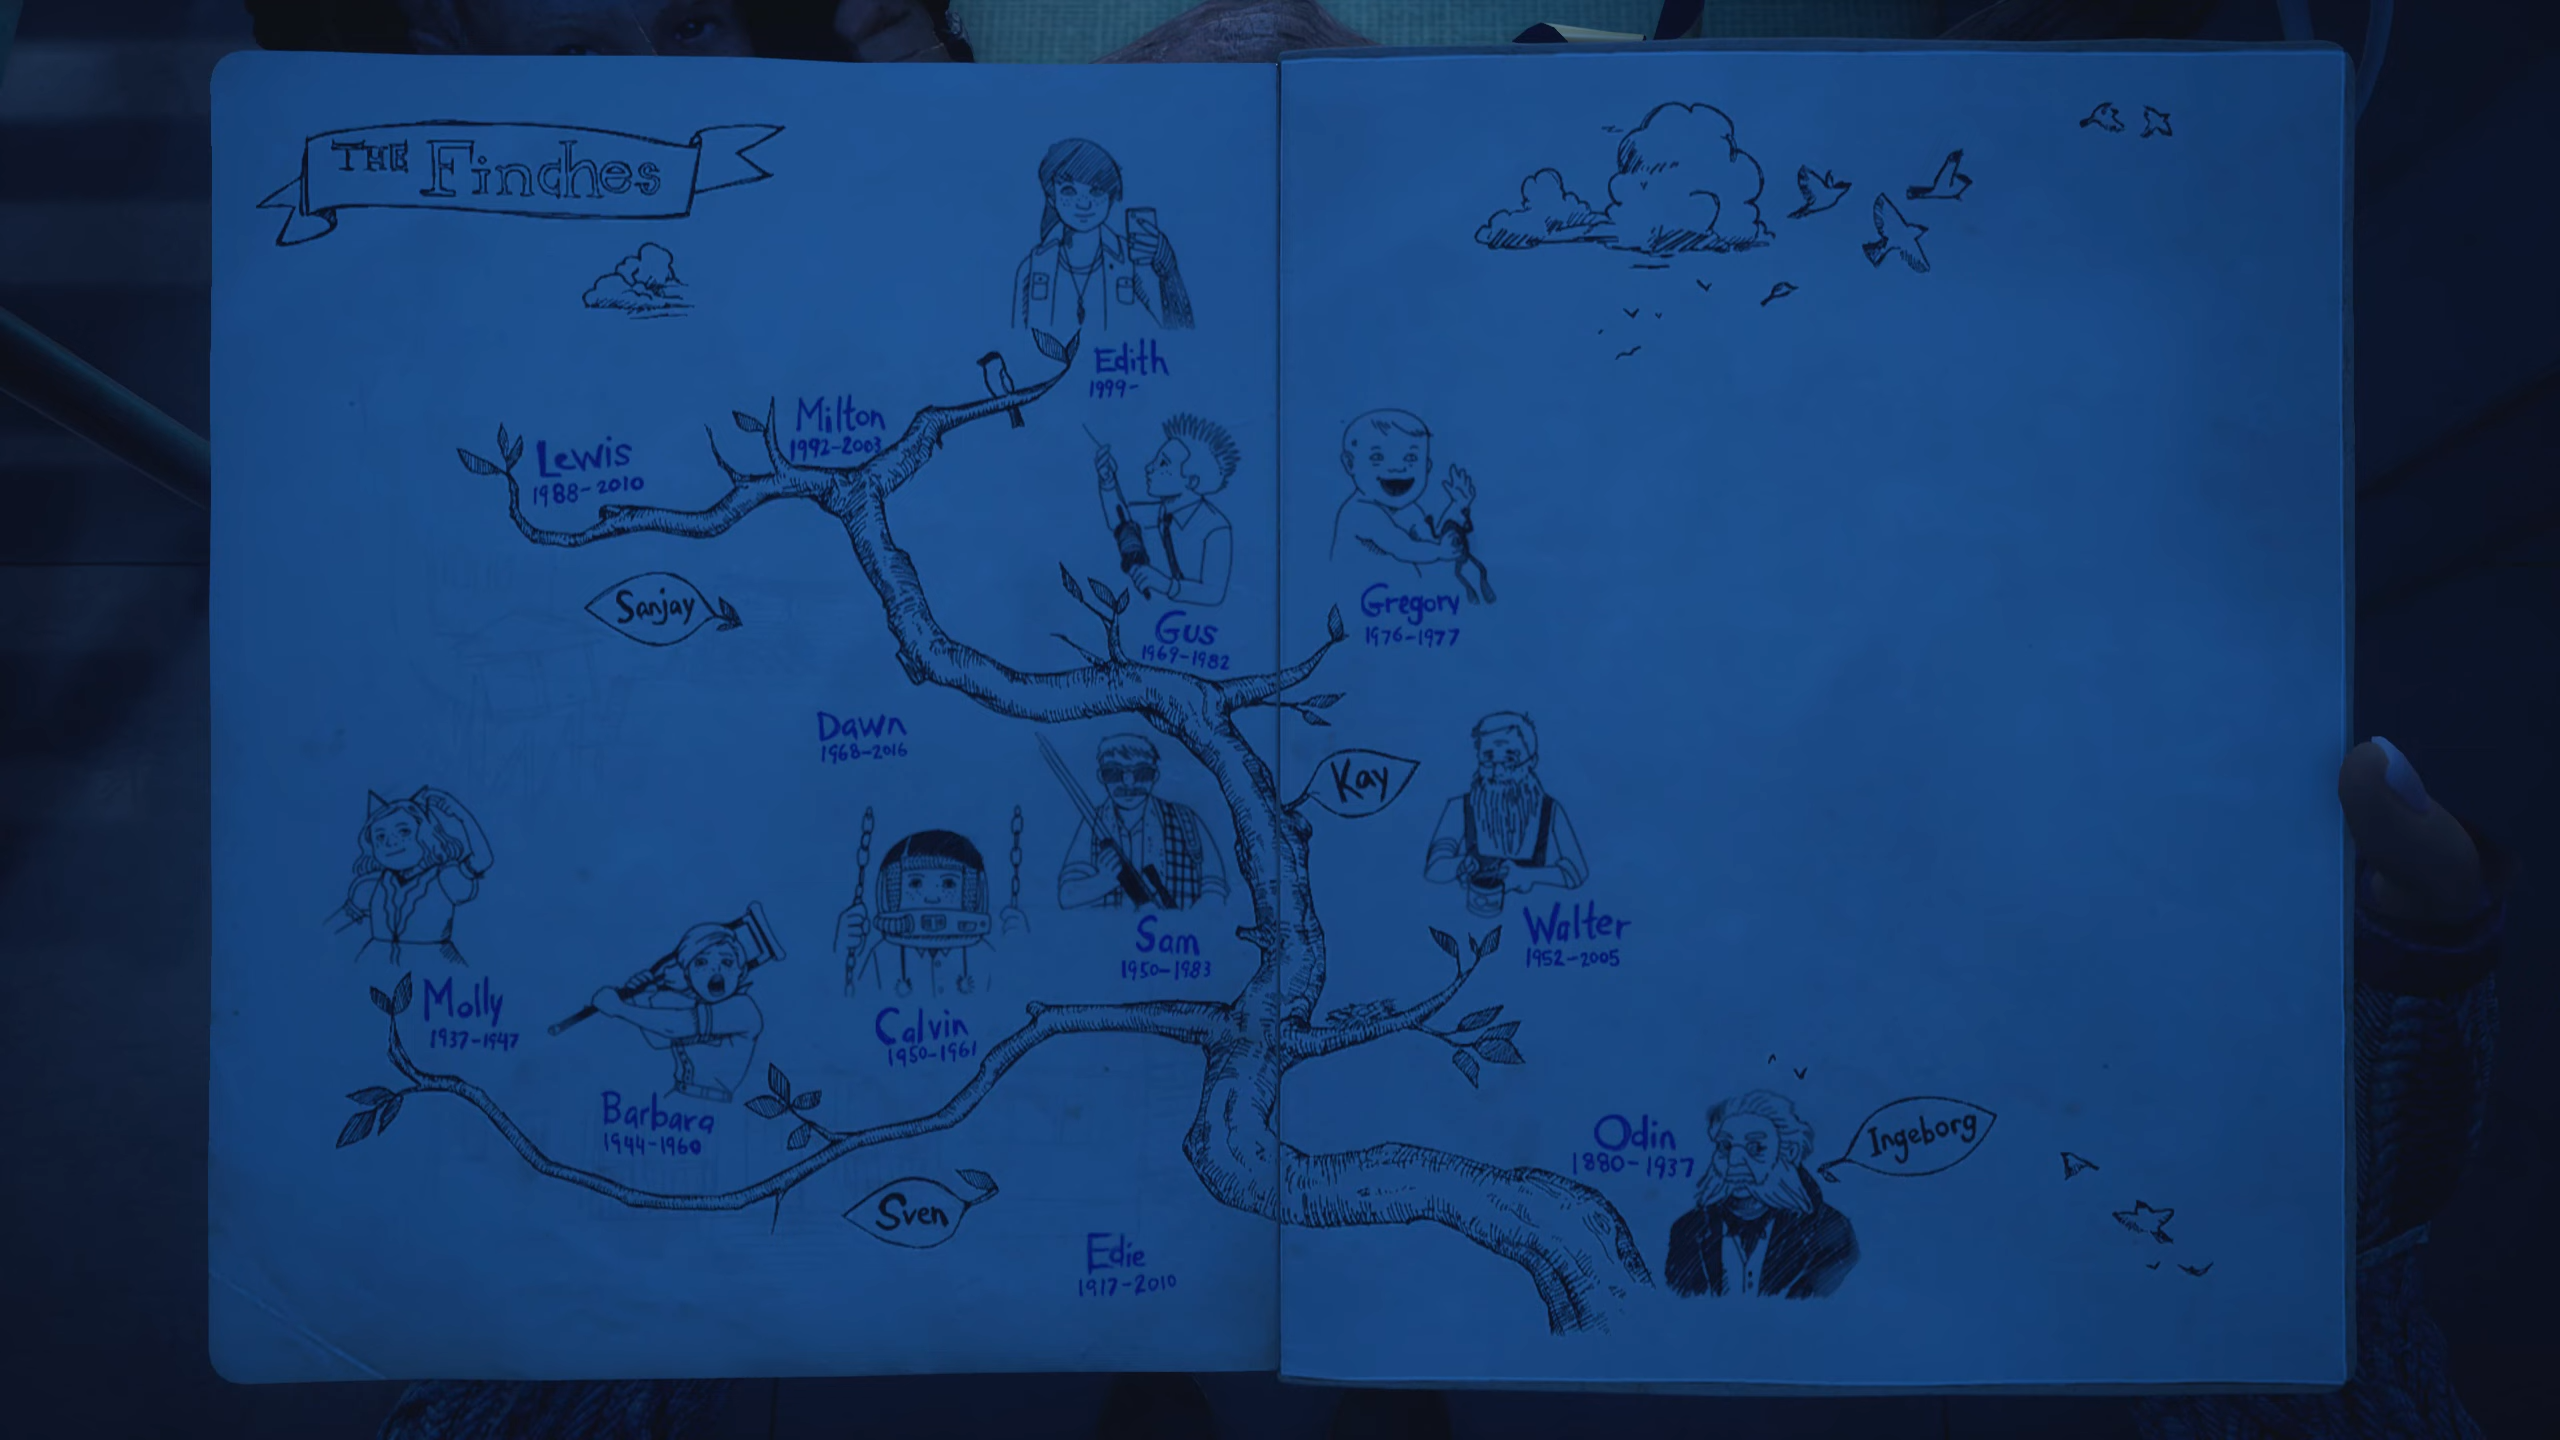 THE Finches
Edith
1999-
Milton
1992-2003
Lewis
1988-2010
Sanjay
Gus
1969-1982
Gregory
1976-1977
Dawn
1968-2016
Kay
Sam
1950-1983
Walter
1952-2005
Molly
1937-1947
Calvin
1950-1961
Barbara
1944-1960
Sven
Edie
1917-2010
Odin
1880-1937
Ingeborg